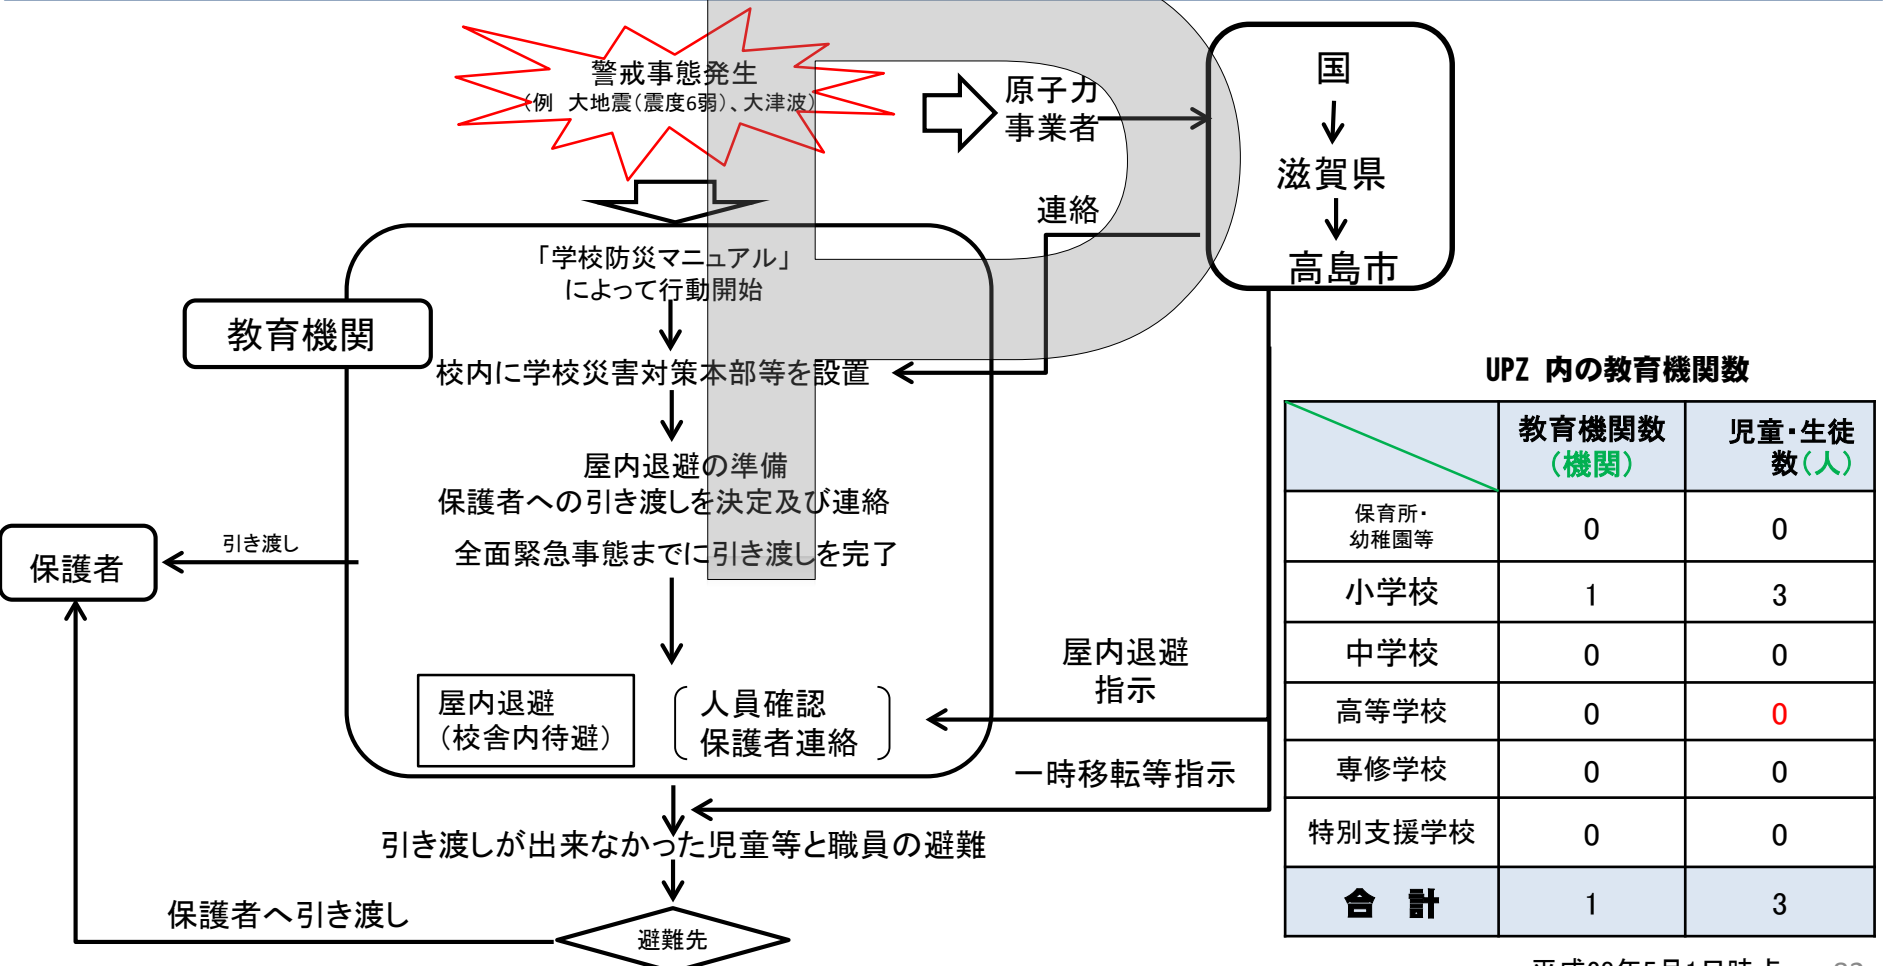 警戒事態発生
(例　大地震(震度6弱)、大津波)
原子力
事業者
国
滋賀県
高島市
連絡
「学校防災マニュアル」
によって行動開始
教育機関
校内に学校災害対策本部等を設置
屋内退避の準備
保護者への引き渡しを決定及び連絡
全面緊急事態までに引き渡しを完了
引き渡し
保護者
屋内退避
(校舎内待避)
人員確認
保護者連絡
屋内退避
指示
一時移転等指示
引き渡しが出来なかった児童等と職員の避難
保護者へ引き渡し
避難先
UPZ 内の教育機関数
教育機関数
(機関)
児童・生徒
数(人)
保育所・
幼稚園等
0
0
小学校
1
3
中学校
0
0
高等学校
0
0
専修学校
0
0
特別支援学校
0
0
合　計
1
3